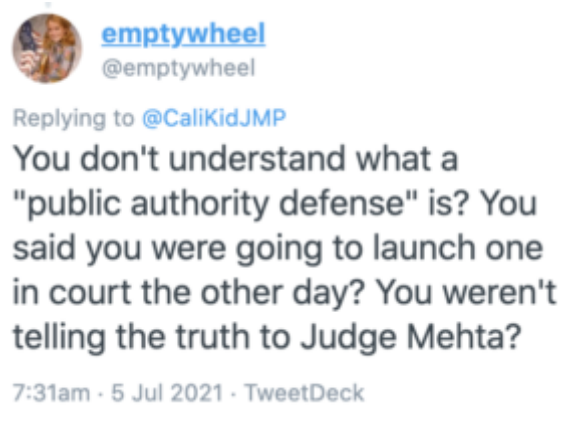 emptywheel
@emptywheel
Replying to @CaliKidJMP
You don't understand what a
"public authority defense" is? You
said you were going to launch one
in court the other day? You weren't
telling the truth to Judge Mehta?
7:31am · 5 Jul 2021 · TweetDeck